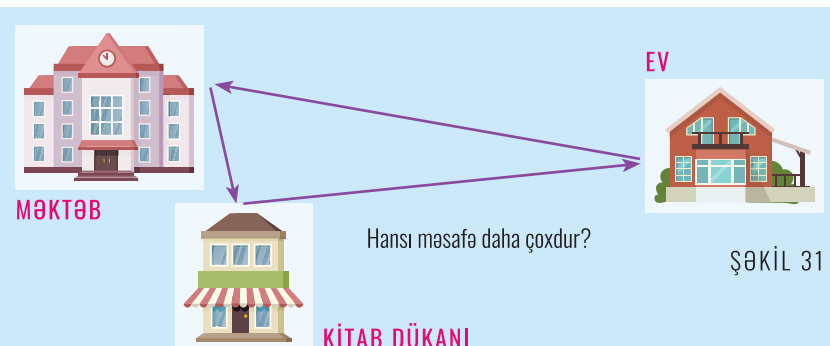 EV
MƏKTƏB
Hansı məsafə daha çoxdur?
ŞƏKİL 31
KİTAB DÜKANI